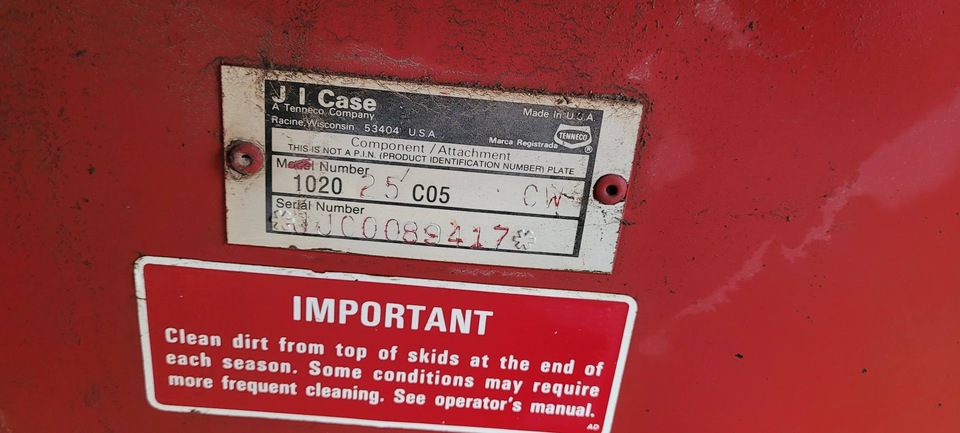 J I Case
A Tenneco Company
Made in U.S.A
Racine, Wisconsin 53404 U.S.A
Marca Registrada
TENNECO
®
Component / Attachment
THIS IS NOT A P.I.N. (PRODUCT IDENTIFICATION NUMBER) PLATE
Model Number
1020 25' C05 CW
Serial Number
JJC0089417
IMPORTANT
Clean dirt from top of skids at the end of
each season. Some conditions may require
more frequent cleaning. See operator's manual.
AD